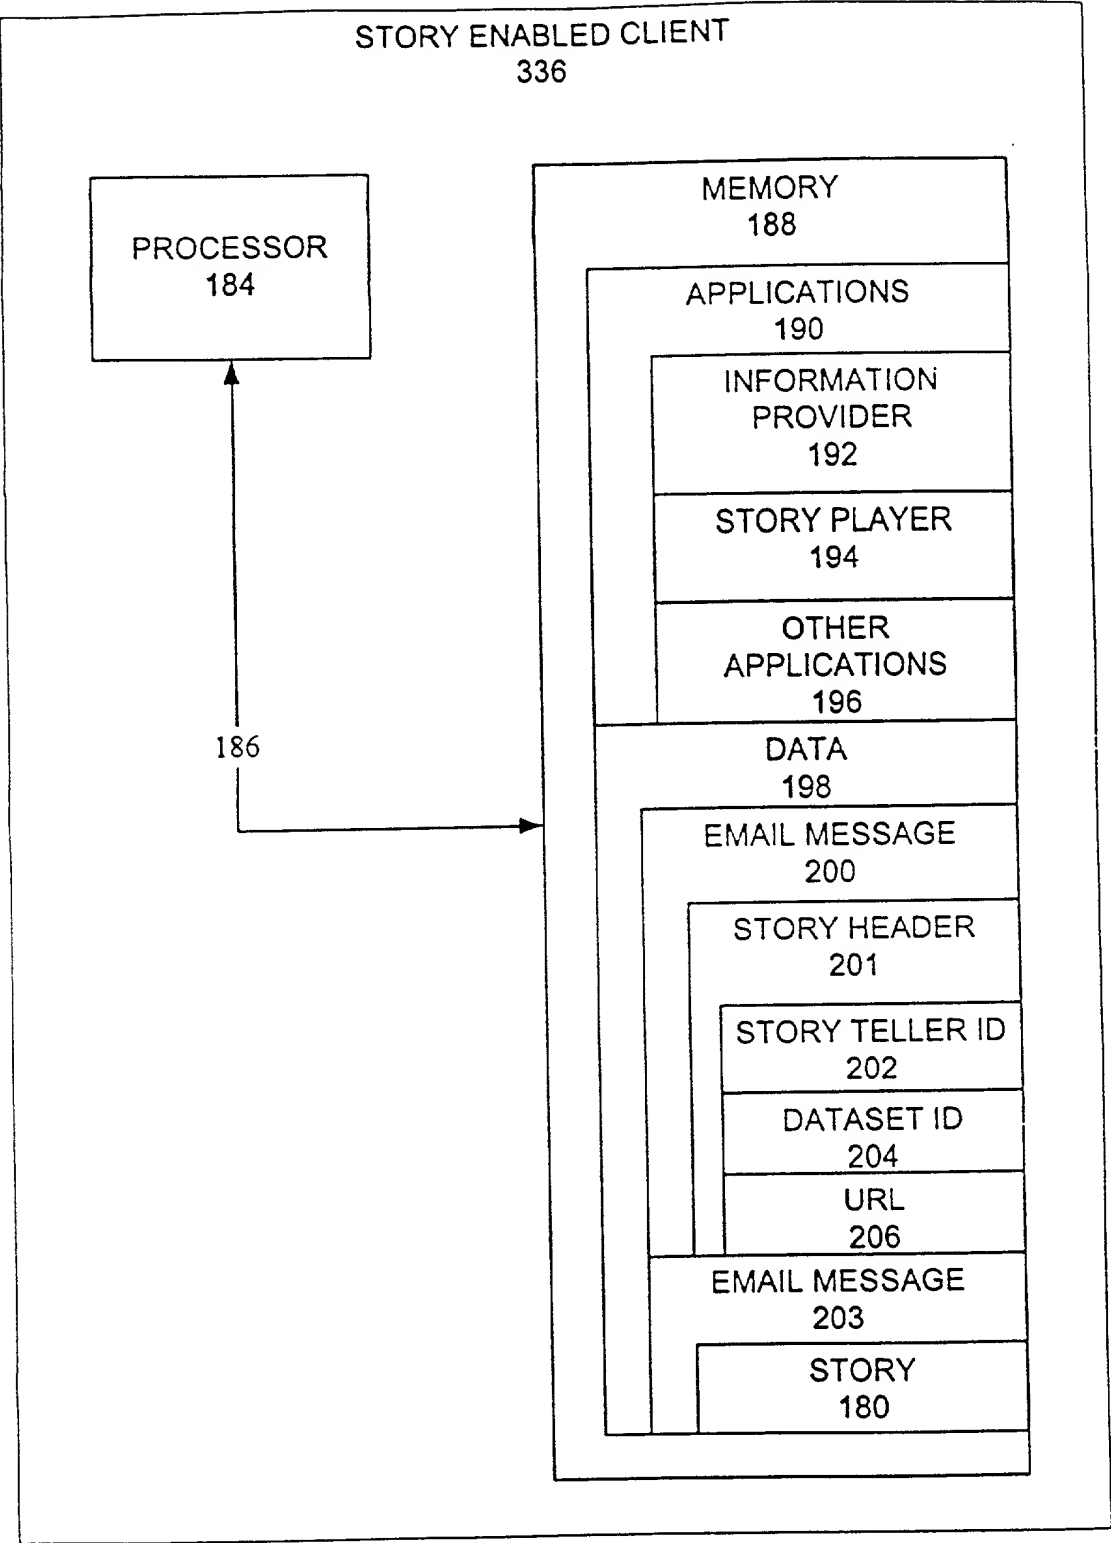 STORY ENABLED CLIENT
336
PROCESSOR
184
186
MEMORY
188
APPLICATIONS
190
INFORMATION
PROVIDER
192
STORY PLAYER
194
OTHER
APPLICATIONS
196
DATA
198
EMAIL MESSAGE
200
STORY HEADER
201
STORY TELLER ID
202
DATASET ID
204
URL
206
EMAIL MESSAGE
203
STORY
180